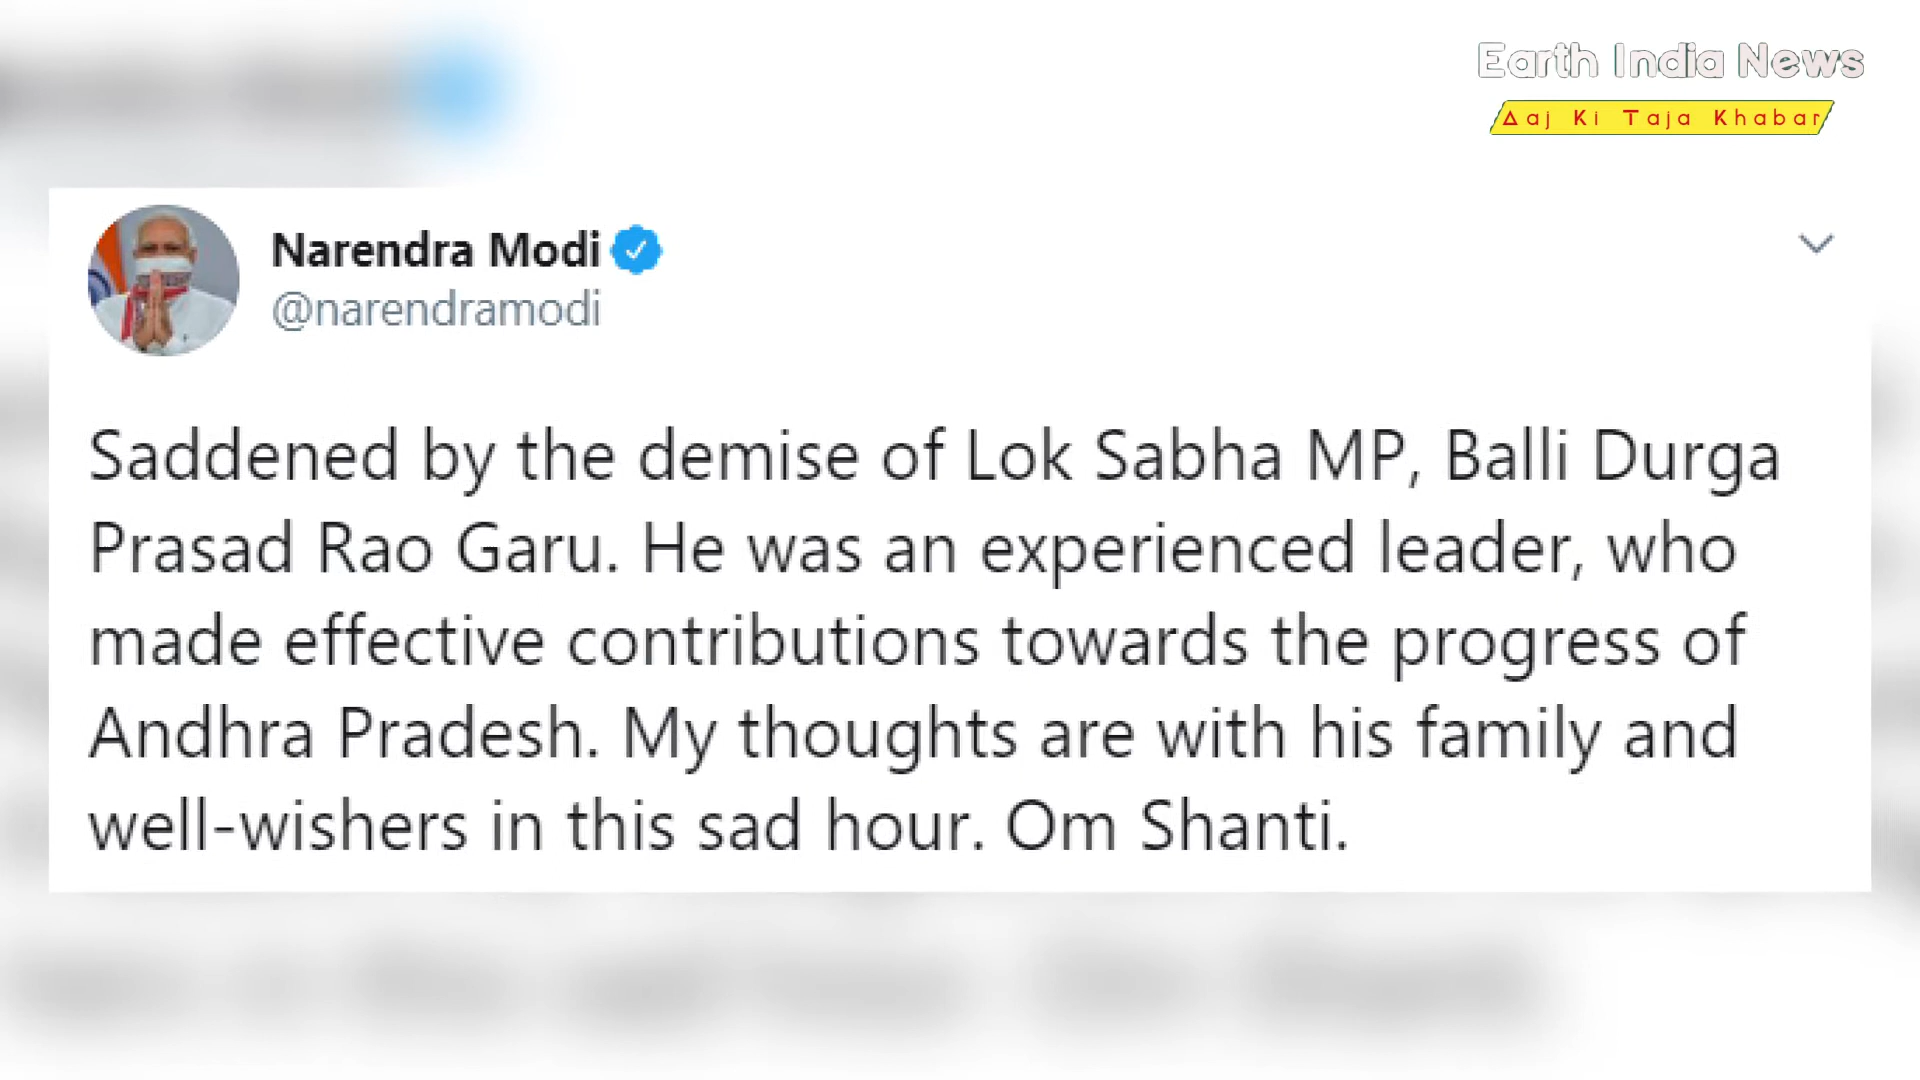 Earth India News
Aaj Ki Taja Khabar
Narendra Modi
@narendramodi
Saddened by the demise of Lok Sabha MP, Balli Durga
Prasad Rao Garu. He was an experienced leader, who
made effective contributions towards the progress of
Andhra Pradesh. My thoughts are with his family and
well-wishers in this sad hour. Om Shanti.